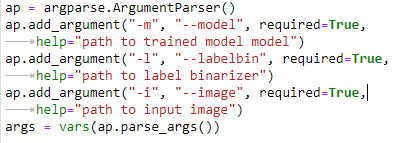 ap = argparse.ArgumentParser()
ap.add_argument("-m", "--model", required=True,
help="path to trained model model")
ap.add_argument("-l", "--labelbin", required=True,
help="path to label binarizer")
ap.add_argument("-i", "--image", required=True,
help="path to input image")
args = vars(ap.parse_args())